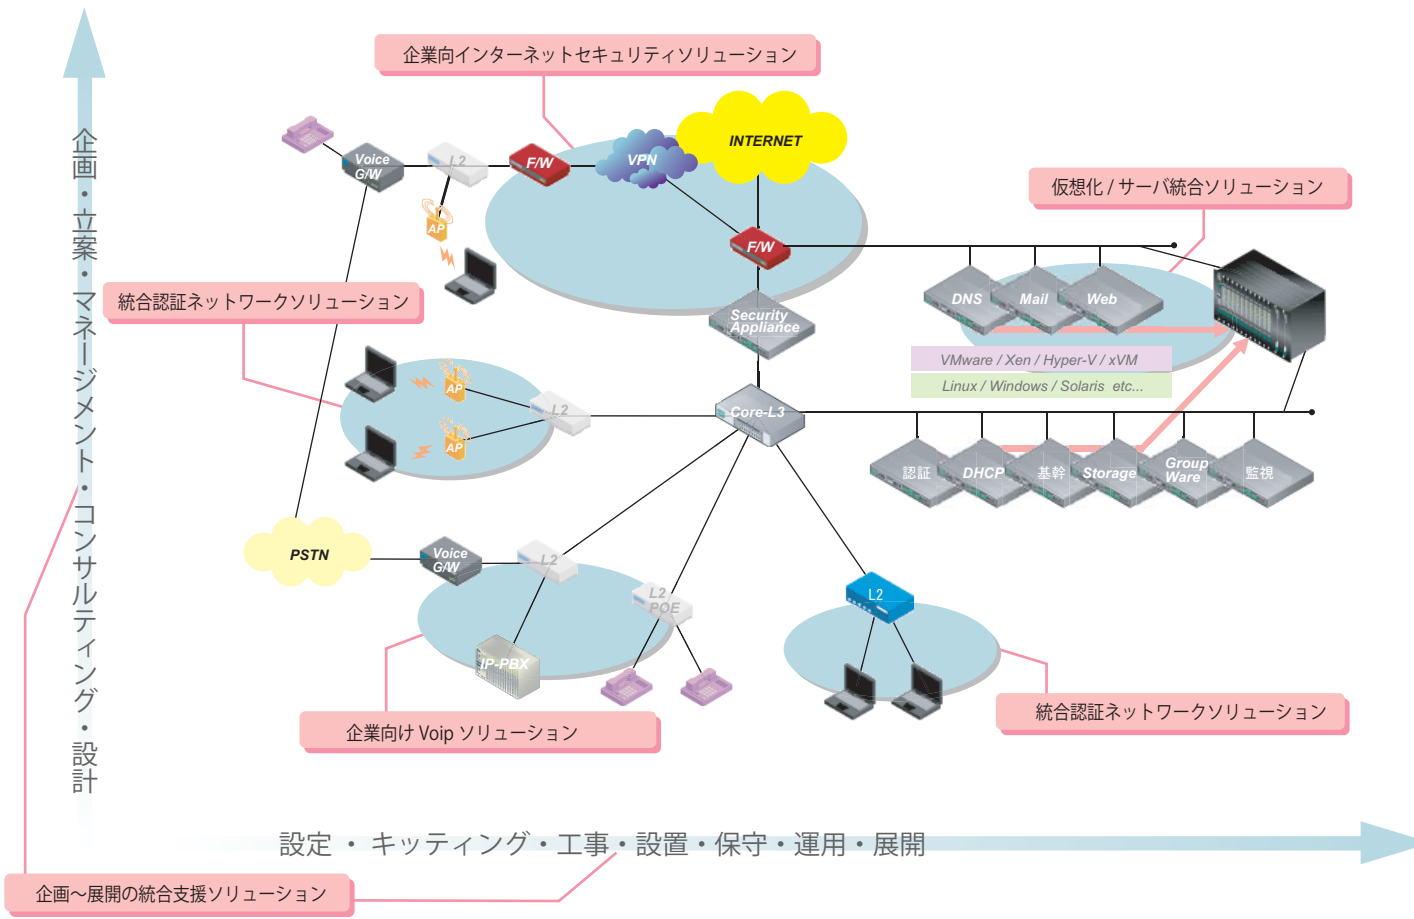 企業向インターネットセキュリティソリューション
INTERNET
VPN
Voice
G/W
L2
F/W
AP
仮想化 / サーバ統合ソリューション
F/W
統合認証ネットワークソリューション
DNS
Mail
Web
Security
Appliance
VMware / Xen / Hyper-V / xVM
Linux / Windows / Solaris etc...
AP
AP
L2
Core-L3
認証
DHCP
基幹
Storage
Group
Ware
監視
PSTN
Voice
G/W
L2
L2
POE
IP-PBX
L2
企業向け Voip ソリューション
統合認証ネットワークソリューション
企画・立案・マネージメント・コンサルティング・設計
設定 ・ キッティング・工事・設置・保守・運用・展開
企画～展開の統合支援ソリューション